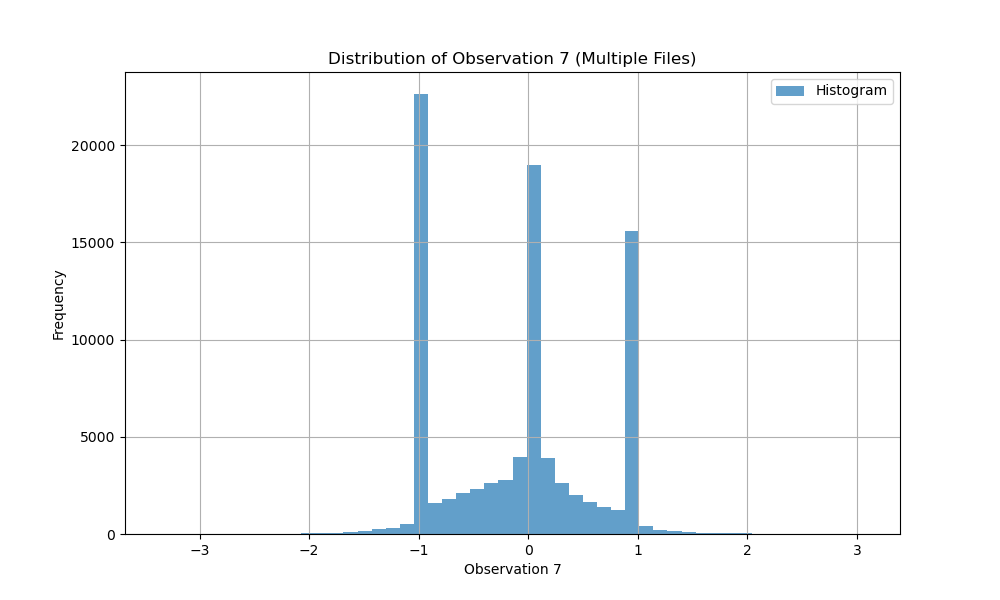 Distribution of Observation 7 (Multiple Files)
Histogram
20000
15000
10000
5000
0
Frequency
−3 −2 −1 0 1 2 3
Observation 7